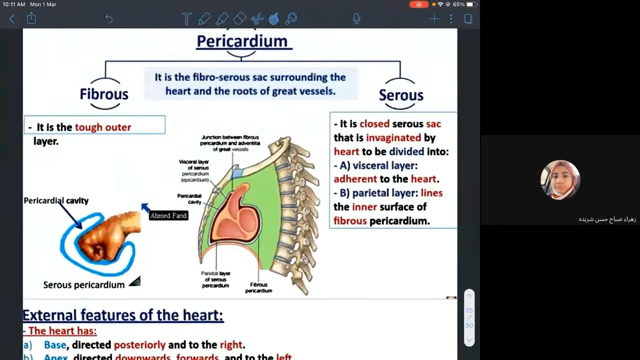 10:11 AM Mon 1 Mar
65%
Pericardium
It is the fibro-serous sac surrounding the
heart and the roots of great vessels.
Fibrous
- It is the tough outer
layer.
Serous
- It is closed serous sac
that is invaginated by
heart to be divided into:
- A) visceral layer:
adherent to the heart.
- B) parietal layer: lines
the inner surface of
fibrous pericardium.
Junction between fibrous
pericardium and adventitia
of great vessels
Visceral layer
of serous
pericardium
(epicardium)
Pericardial
cavity
Parietal layer
of serous
pericardium
Fibrous
pericardium
Pericardial cavity
Ahmed Farid
Serous pericardium
زهراء صباح حسن شريده
25
/
80
External features of the heart:
- The heart has:
a) Base, directed posteriorly and to the right.
b) Apex, directed downwards, forwards, and to the left